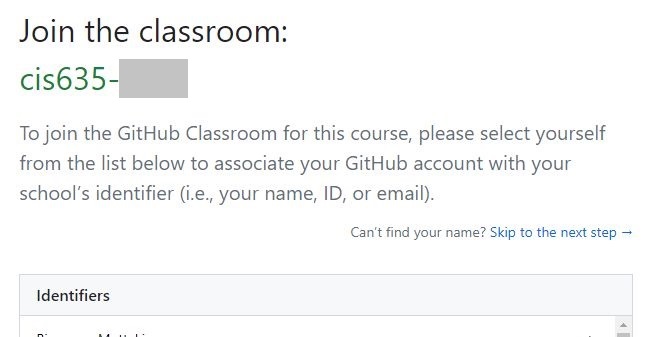 Join the classroom:
cis635-
To join the GitHub Classroom for this course, please select yourself
from the list below to associate your GitHub account with your
school’s identifier (i.e., your name, ID, or email).
Can’t find your name? Skip to the next step →
Identifiers